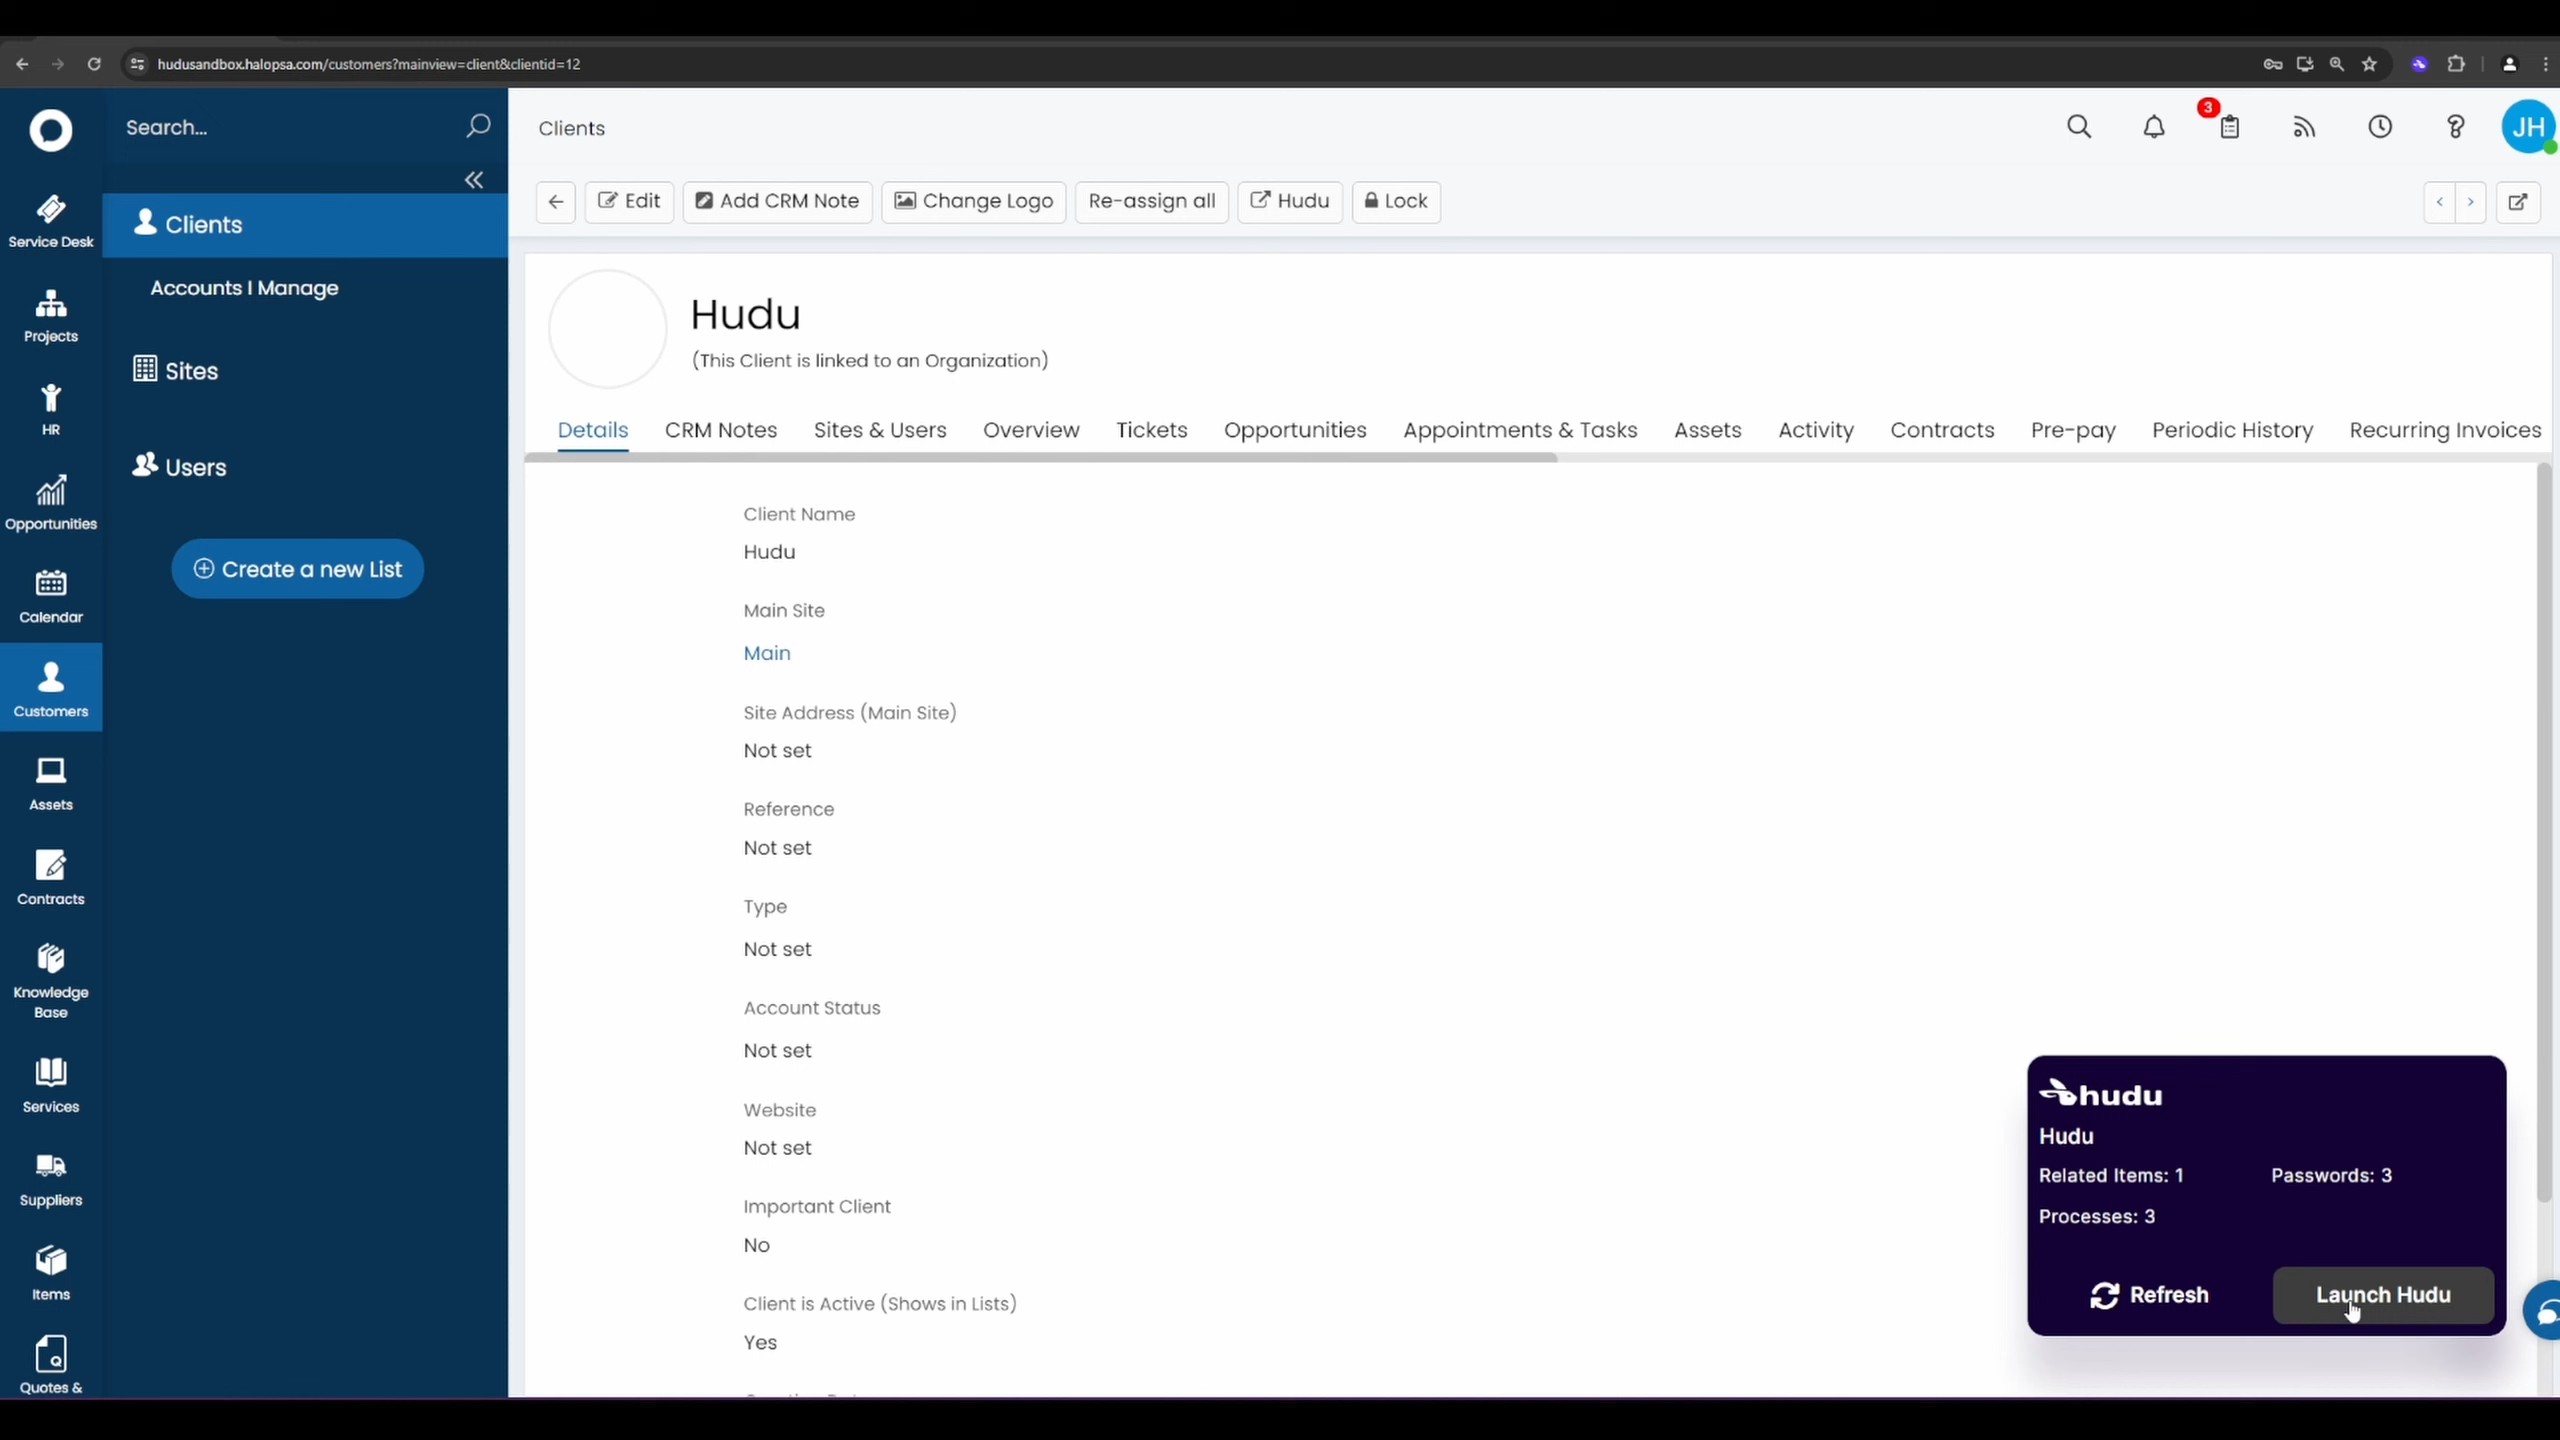 hudusandbox.halopsa.com/customers?mainview=client&clientid=12
Search...
Clients
3
JH
Edit
Add CRM Note
Change Logo
Re-assign all
Hudu
Lock
Service Desk
Projects
HR
Opportunities
Calendar
Customers
Assets
Contracts
Knowledge
Base
Services
Suppliers
Items
Quotes &
Clients
Accounts I Manage
Sites
Users
Create a new List
Hudu
(This Client is linked to an Organization)
Details CRM Notes Sites & Users Overview Tickets Opportunities Appointments & Tasks Assets Activity Contracts Pre-pay Periodic History Recurring Invoices
Client Name
Hudu
Main Site
Main
Site Address (Main Site)
Not set
Reference
Not set
Type
Not set
Account Status
Not set
Website
Not set
Important Client
No
Client is Active (Shows in Lists)
Yes
hudu
Hudu
Related Items: 1 Passwords: 3
Processes: 3
Refresh Launch Hudu